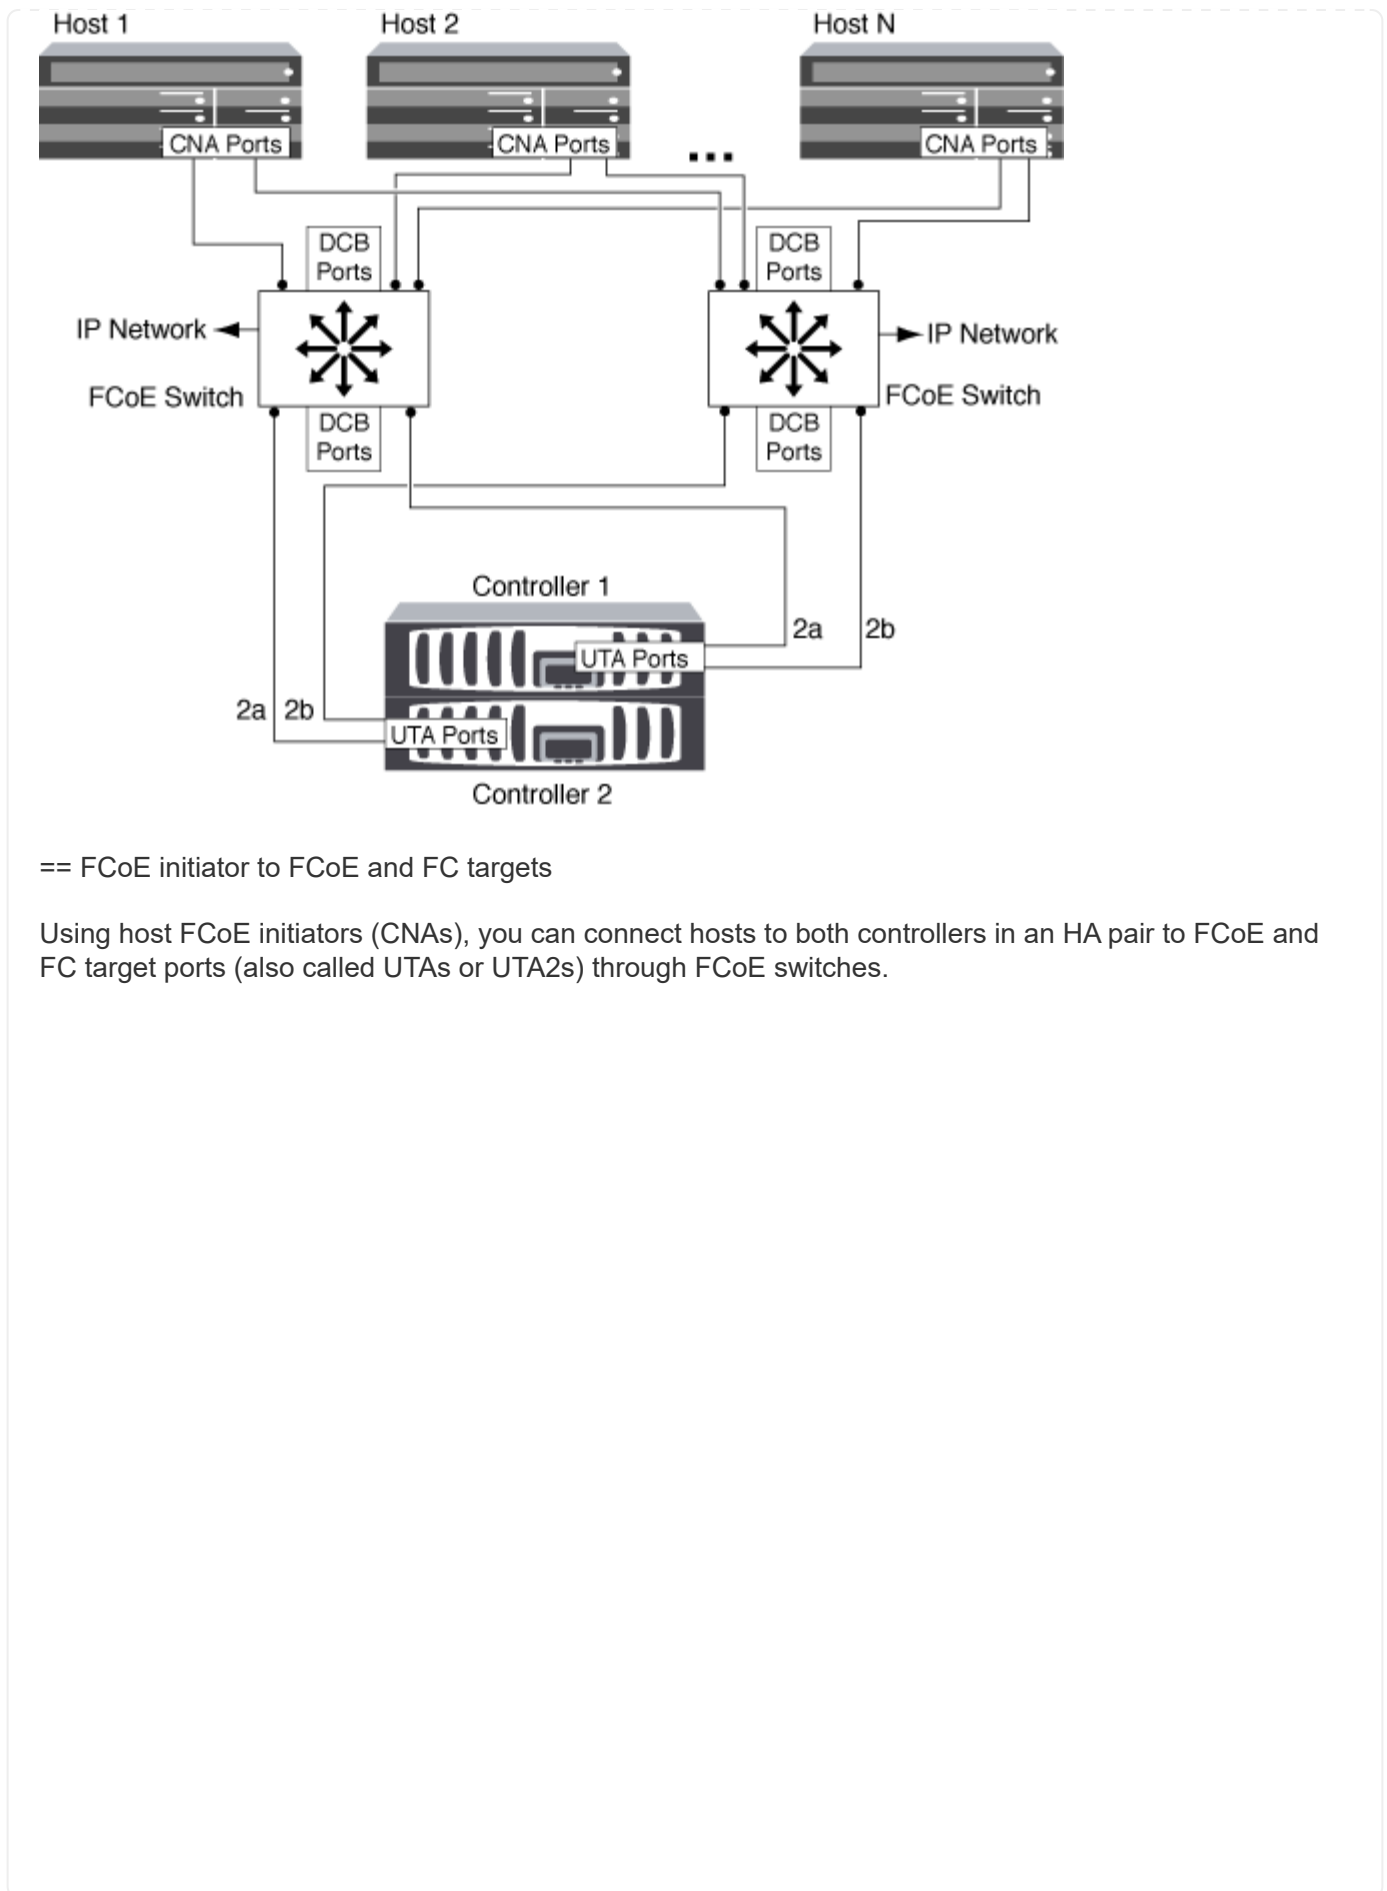 Host 1
Host 2
Host N
CNA Ports
CNA Ports
...
CNA Ports
DCB
Ports
DCB
Ports
IP Network
IP Network
FCoE Switch
FCoE Switch
DCB
Ports
DCB
Ports
Controller 1
2a
2b
UTA Ports
2a
2b
UTA Ports
Controller 2
== FCoE initiator to FCoE and FC targets
Using host FCoE initiators (CNAs), you can connect hosts to both controllers in an HA pair to FCoE and
FC target ports (also called UTAs or UTA2s) through FCoE switches.